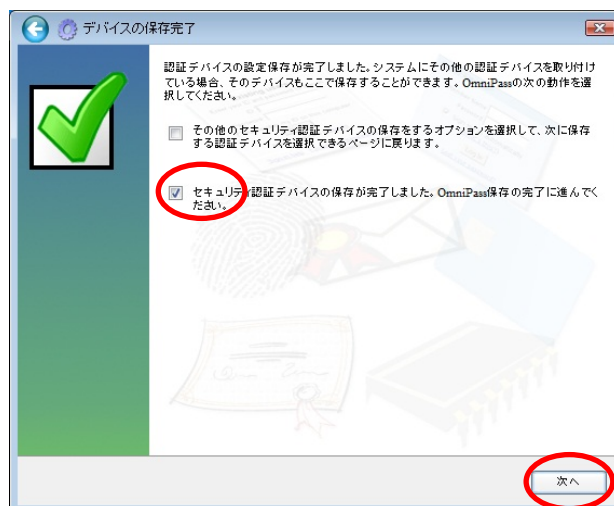 デバイスの保存完了
認証デバイスの設定保存が完了しました。システムにその他の認証デバイスを取り付け
ている場合、そのデバイスもここで保存することができます。OmniPassの次の動作を選
択してください。
その他のセキュリティ認証デバイスの保存をするオプションを選択して、次に保存
する認証デバイスを選択できるページに戻ります。
セキュリティ認証デバイスの保存が完了しました。OmniPass保存の完了に進んでく
ださい。
次へ